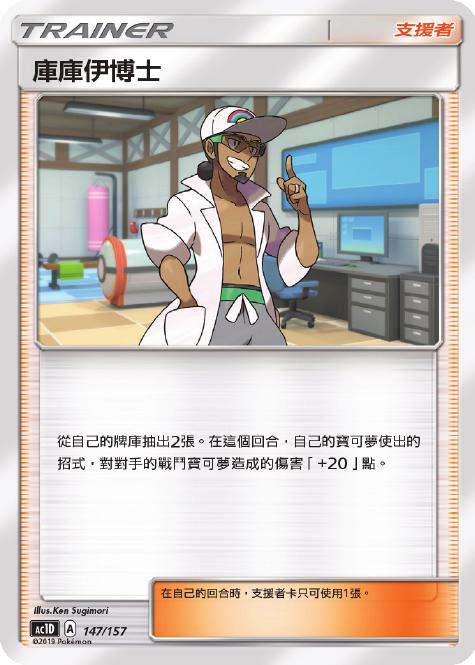 TRAINER
支援者
庫庫伊博士
從自己的牌庫抽出2張。在這個回合，自己的寶可夢使出的
招式，對對手的戰鬥寶可夢造成的傷害「+20」點。
在自己的回合時，支援者卡只可使用1張。
Illus.Ken Sugimori
AC1D A 147/157
©2019 Pokémon